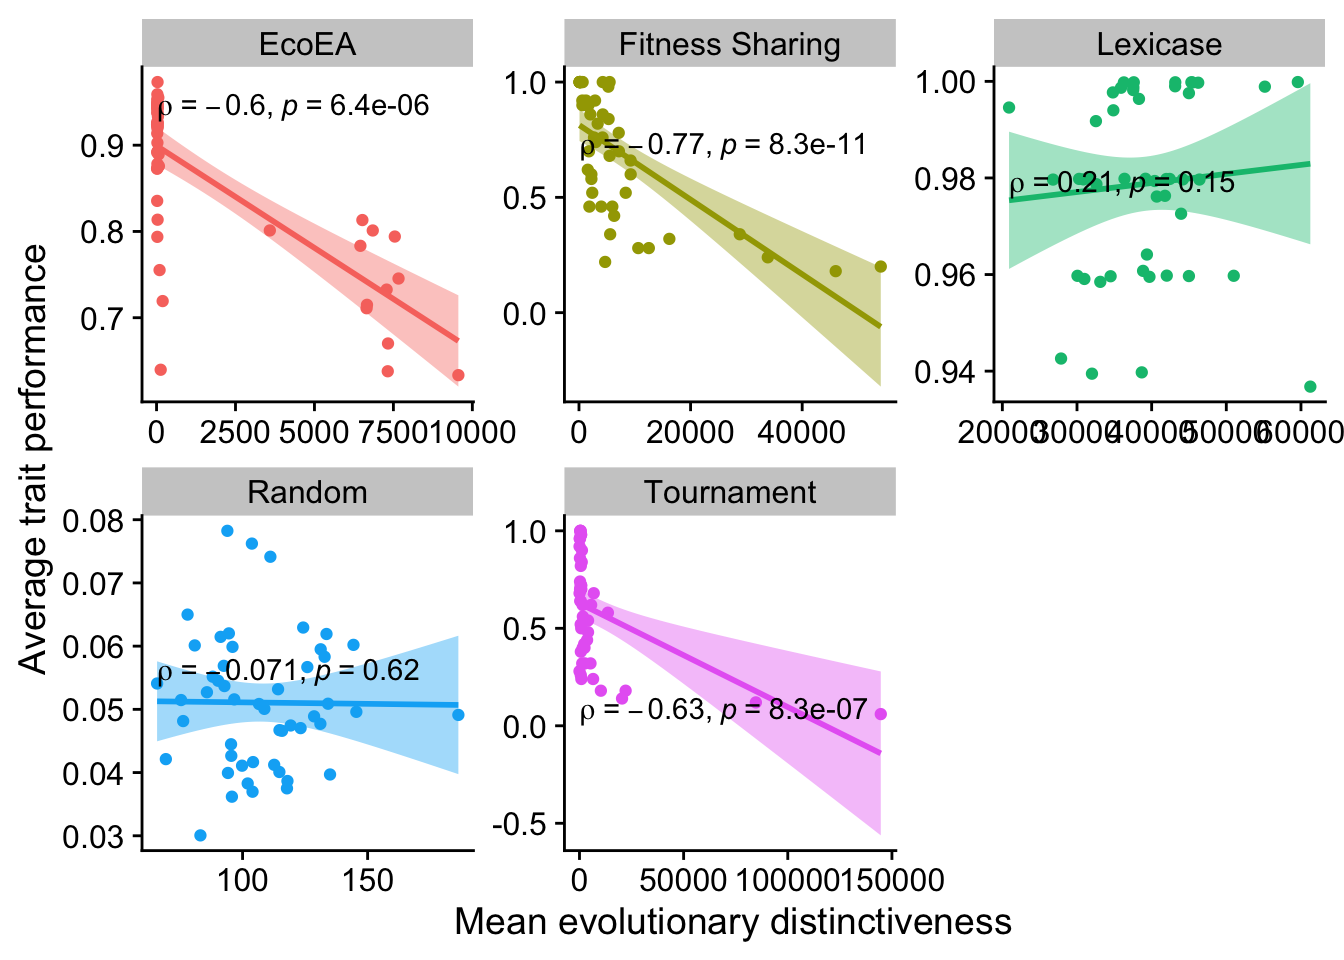 EcoEA
Fitness Sharing
Lexicase
Average trait performance
0.9
0.8
0.7
ρ = −0.6, p = 6.4e-06
0 2500 5000 7500 10000
1.0
0.5
0.0
ρ = −0.77, p = 8.3e-11
0 20000 40000
1.00
0.98
0.96
0.94
ρ = 0.21, p = 0.15
20000 30000 40000 50000 60000
Random
Tournament
0.08
0.07
0.06
0.05
0.04
0.03
ρ = −0.071, p = 0.62
100 150
1.0
0.5
0.0
-0.5
ρ = −0.63, p = 8.3e-07
0 50000 100000 150000
Mean evolutionary distinctiveness